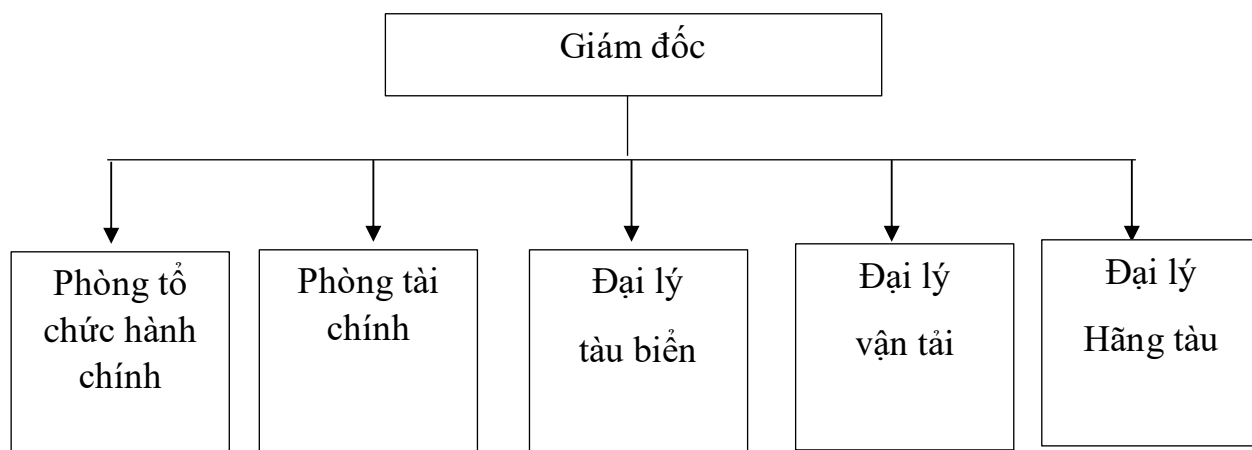 Giám đốc
Phòng tổ
chức hành
chính
Phòng tài
chính
Đại lý
tàu biển
Đại lý
vận tải
Đại lý
Hãng tàu